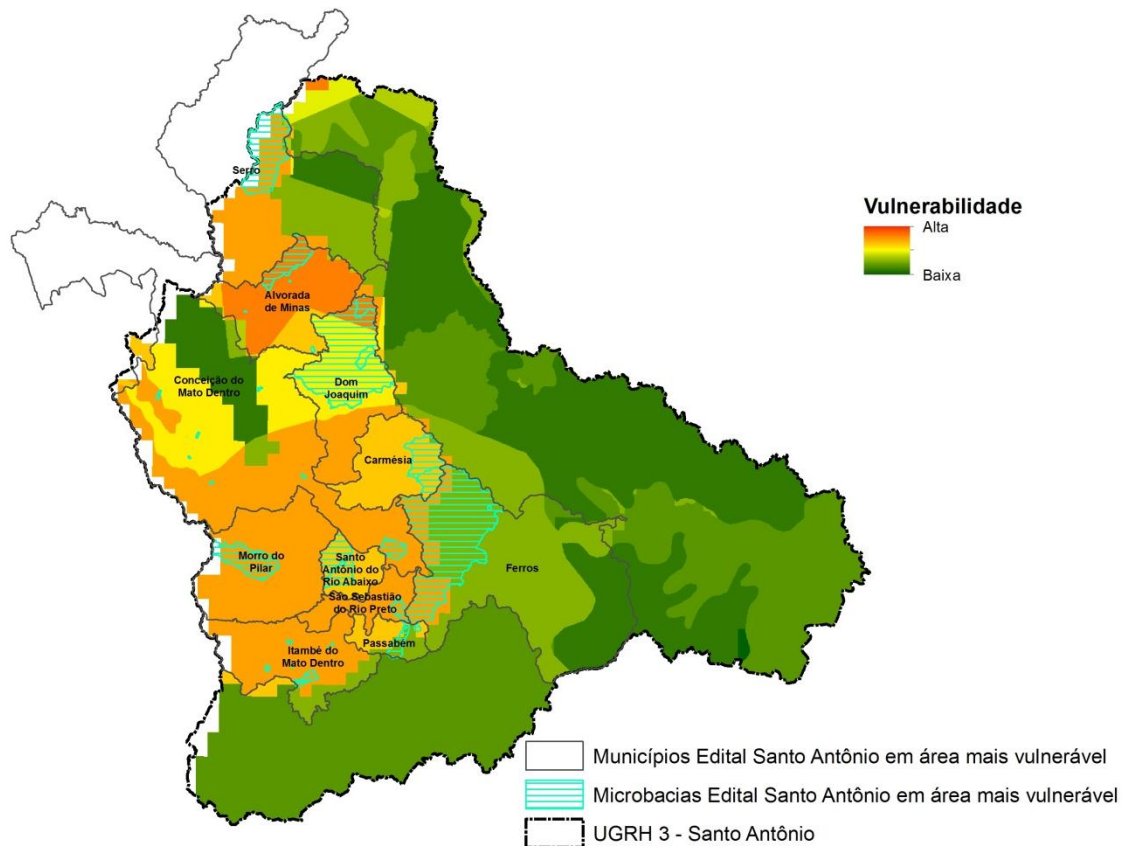 Serro
Vulnerabilidade
Alta
Baixa
Alvorada
de Minas
Conceição do
Mato Dentro
Dom
Joaquim
Carmésia
Morro do
Pilar
Santo
Antônio do
Rio Abaixo
Ferros
São Sebastião
do Rio Preto
Passabém
Itambé do
Mato Dentro
Municípios Edital Santo Antônio em área mais vulnerável
Microbacias Edital Santo Antônio em área mais vulnerável
UGRH 3 - Santo Antônio